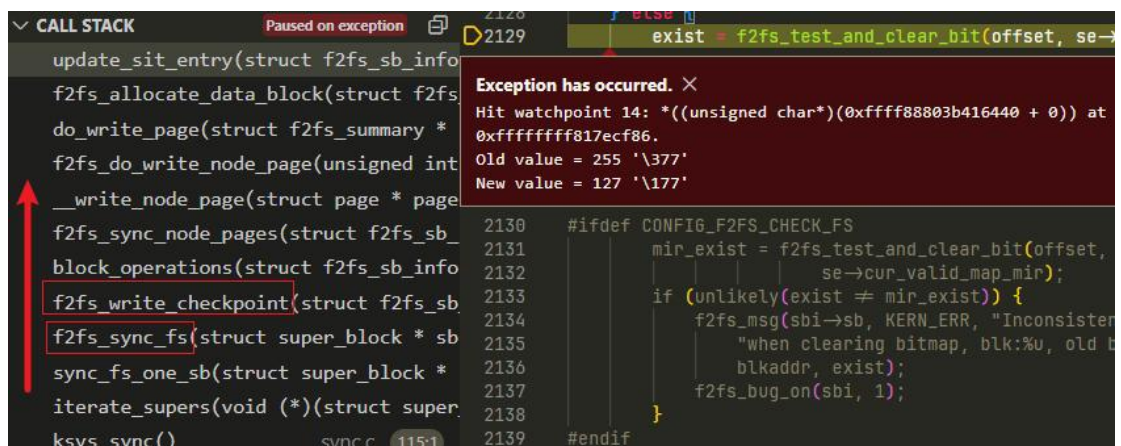 CALL STACK
Paused on exception
update_sit_entry(struct f2fs_sb_info
f2fs_allocate_data_block(struct f2fs_
do_write_page(struct f2fs_summary *
f2fs_do_write_node_page(unsigned int
__write_node_page(struct page * page
f2fs_sync_node_pages(struct f2fs_sb_
block_operations(struct f2fs_sb_info
f2fs_write_checkpoint(struct f2fs_sb_
f2fs_sync_fs(struct super_block * sb
sync_fs_one_sb(struct super_block *
iterate_supers(void (*)(struct super_
ksys_sync() sync.c 115:1
2128 } else {
2129 exist = f2fs_test_and_clear_bit(offset, se→
Exception has occurred. ×
Hit watchpoint 14: *((unsigned char*)(0xffff88803b416440 + 0)) at
0xffffffff817ecf86.
Old value = 255 '\377'
New value = 127 '\177'
2130 #ifdef CONFIG_F2FS_CHECK_FS
2131 mir_exist = f2fs_test_and_clear_bit(offset,
2132 se→cur_valid_map_mir);
2133 if (unlikely(exist ≠ mir_exist)) {
2134 f2fs_msg(sbi→sb, KERN_ERR, "Inconsisten
2135 "when clearing bitmap, blk:%u, old b
2136 blkaddr, exist);
2137 f2fs_bug_on(sbi, 1);
2138 }
2139 #endif